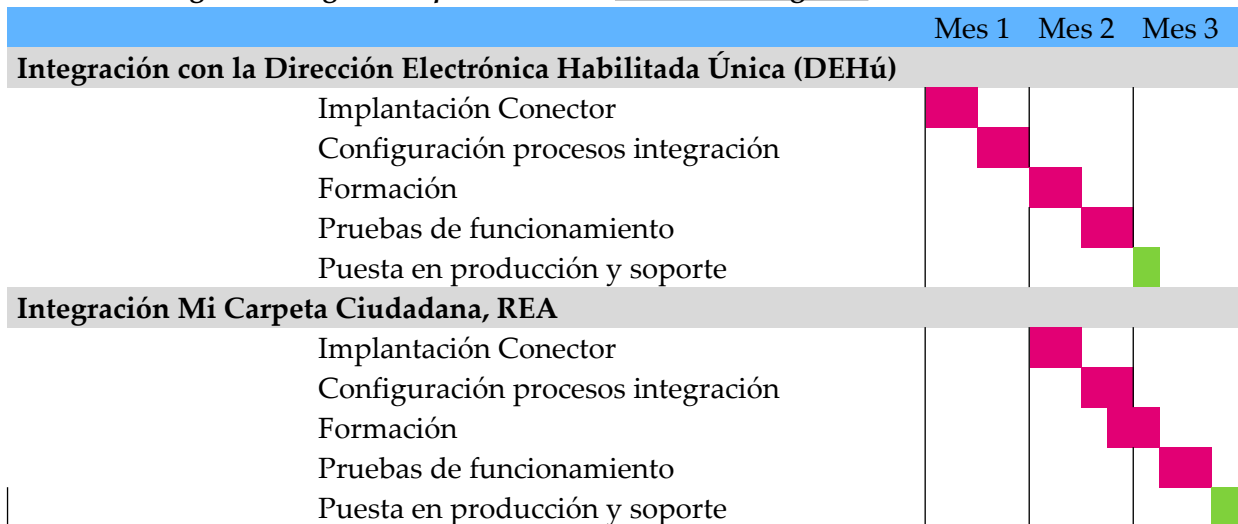 Mes 1 Mes 2 Mes 3
Integración con la Dirección Electrónica Habilitada Única (DEHú)
Implantación Conector
Configuración procesos integración
Formación
Pruebas de funcionamiento
Puesta en producción y soporte
Integración Mi Carpeta Ciudadana, REA
Implantación Conector
Configuración procesos integración
Formación
Pruebas de funcionamiento
Puesta en producción y soporte